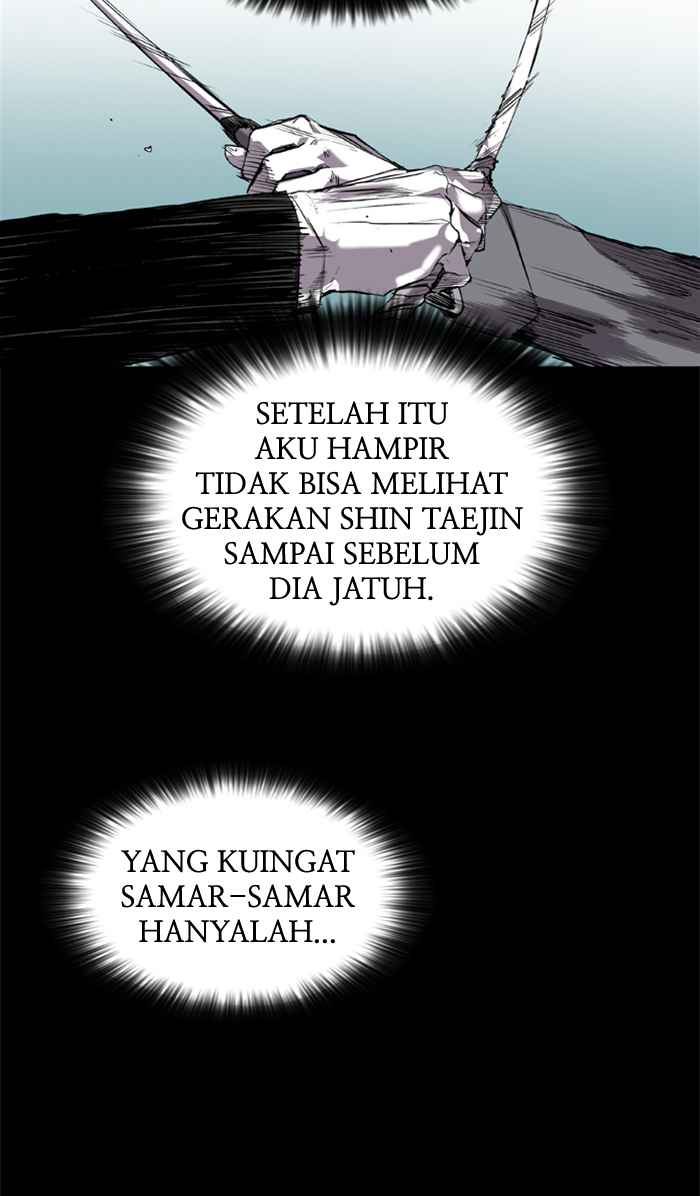 SETELAH ITU
AKU HAMPIR
TIDAK BISA MELIHAT
GERAKAN SHIN TAEJIN
SAMPAI SEBELUM
DIA JATUH.
YANG KUINGAT
SAMAR-SAMAR
HANYALAH...